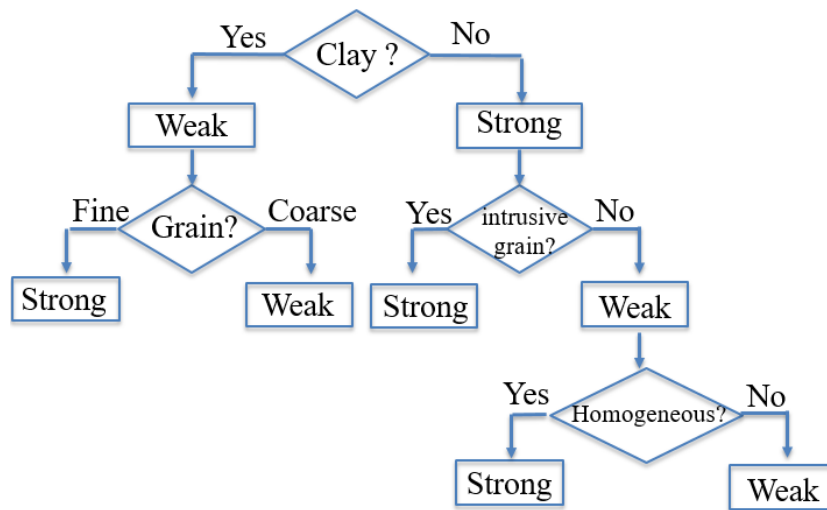 Yes
Clay ?
No
Weak
Strong
Fine
Grain?
Coarse
Yes
intrusive
grain?
No
Strong
Weak
Strong
Weak
Yes
Homogeneous?
No
Strong
Weak